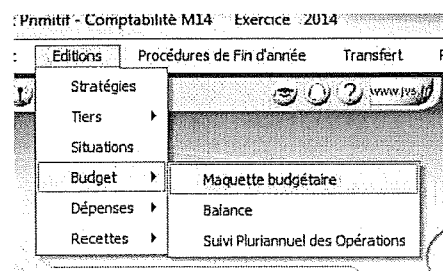 Primitif - Comptabilité M14 Exercice 2014
Editions Procédures de Fin d'année Transfert
Stratégies
www.jvs.fr
Tiers
Situations
Budget Maquette budgétaire
Dépenses Balance
Recettes Suivi Pluriannuel des Opérations